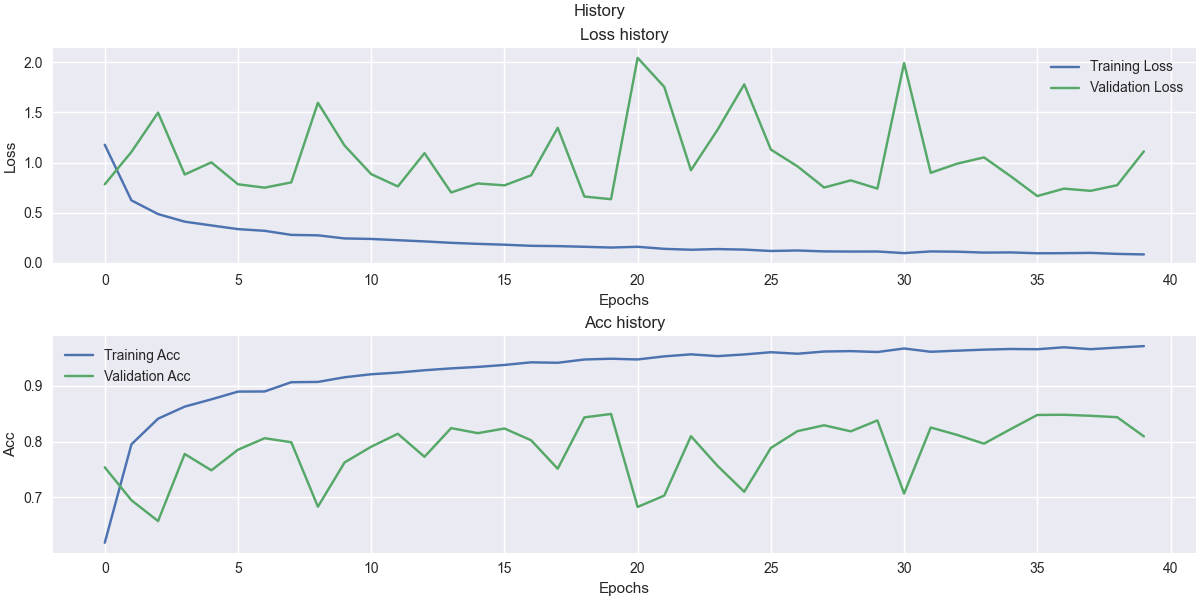 History
Loss history
Training Loss
Validation Loss
2.0
1.5
1.0
0.5
0.0
Loss
0 5 10 15 20 25 30 35 40
Epochs
Acc history
Training Acc
Validation Acc
0.9
0.8
0.7
Acc
0 5 10 15 20 25 30 35 40
Epochs